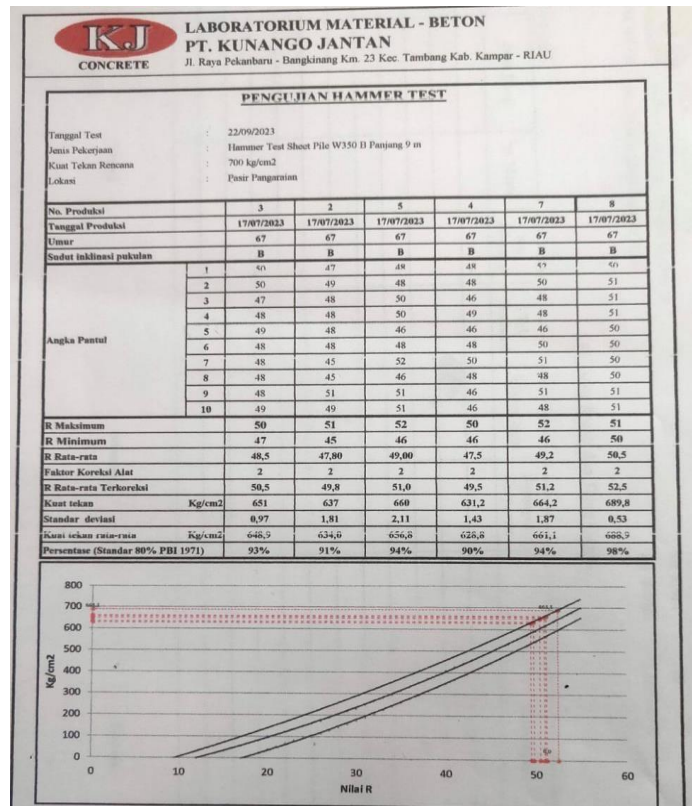 KJ
CONCRETE
LABORATORIUM MATERIAL - BETON
PT. KUNANGO JANTAN
Jl. Raya Pekanbaru - Bangkinang Km. 23 Kec. Tambang Kab. Kampar - RIAU
PENGUJIAN HAMMER TEST
Tanggal Test : 22/09/2023
Jenis Pekerjaan : Hammer Test Sheet Pile W350 B Panjang 9 m
Kuat Tekan Rencana : 700 kg/cm2
Lokasi : Pasir Pangaraian
No. Produksi 3 2 5 4 7 8
Tanggal Produksi 17/07/2023 17/07/2023 17/07/2023 17/07/2023 17/07/2023 17/07/2023
Umur 67 67 67 67 67 67
Sudut inklinasi pukulan B B B B B B
Angka Pantul
1 50 47 48 48 52 50
2 50 49 48 48 50 51
3 47 48 50 46 48 51
4 48 48 50 49 48 51
5 49 48 46 46 46 50
6 48 48 48 48 50 50
7 48 45 52 50 51 50
8 48 45 46 48 48 50
9 48 51 51 46 51 51
10 49 49 51 46 48 51
R Maksimum 50 51 52 50 52 51
R Minimum 47 45 46 46 46 50
R Rata-rata 48,5 47,80 49,00 47,5 49,2 50,5
Faktor Koreksi Alat 2 2 2 2 2 2
R Rata-rata Terkoreksi 50,5 49,8 51,0 49,5 51,2 52,5
Kuat tekan Kg/cm2 651 637 660 631,2 664,2 689,8
Standar deviasi 0,97 1,81 2,11 1,43 1,87 0,53
Kuat tekan rata-rata Kg/cm2 648,9 634,0 656,8 628,8 661,1 688,9
Persentase (Standar 80% PBI 1971) 93% 91% 94% 90% 94% 98%
800
700
600
500
400
300
200
100
0
Kg/cm2
0 10 20 30 40 50 60
Nilai R